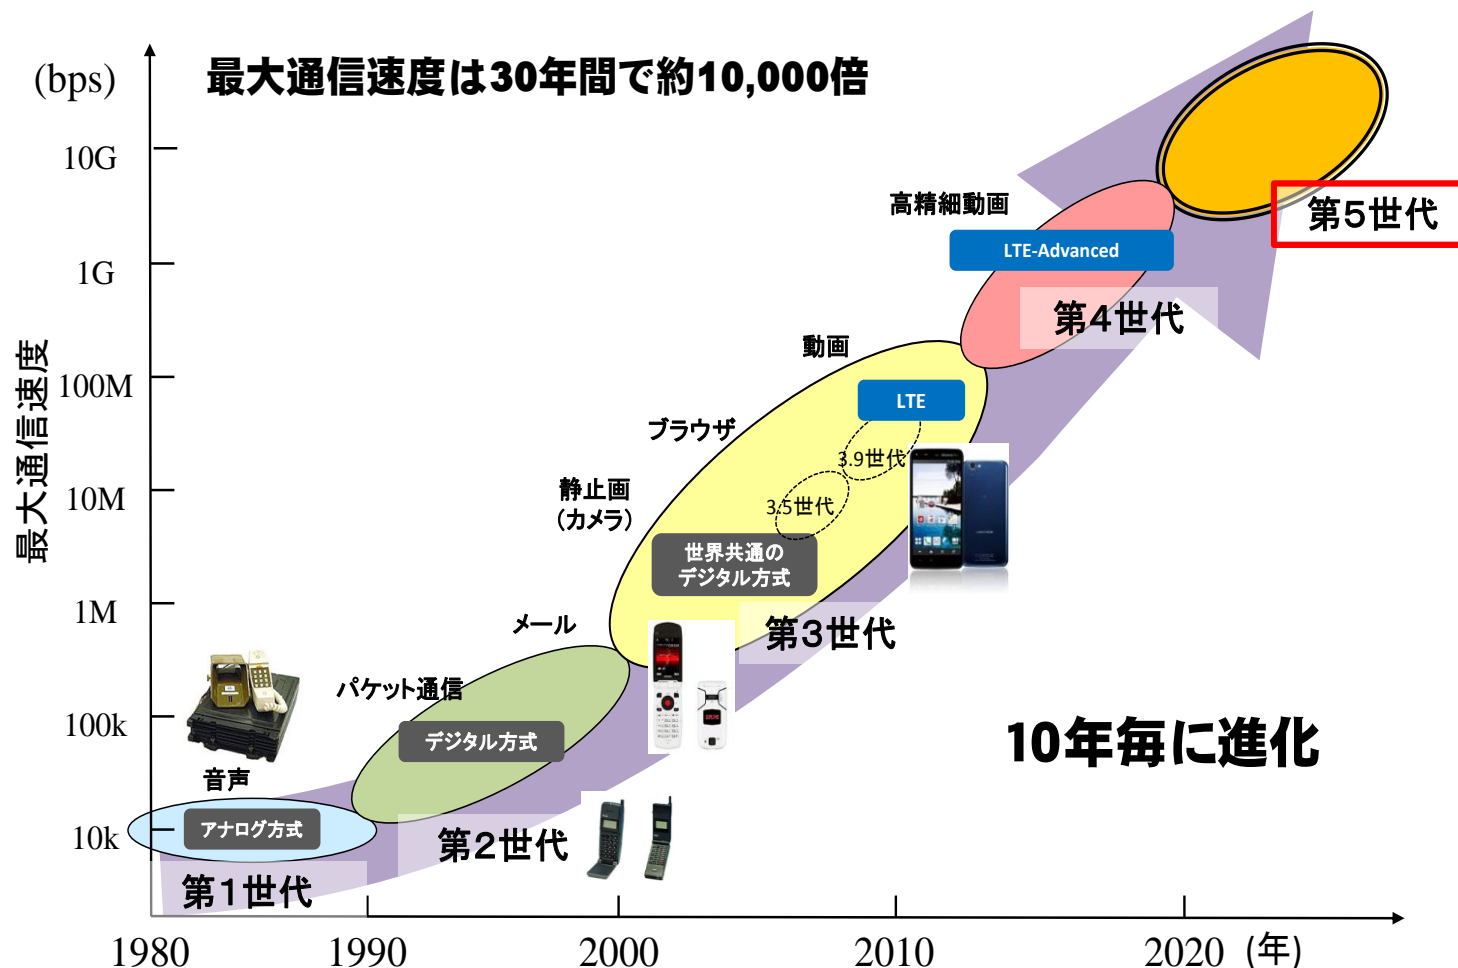 (bps)
最大通信速度は30年間で約10,000倍
10G
1G
100M
10M
1M
100k
10k
最大通信速度
高精細動画
LTE-Advanced
第5世代
第4世代
動画
LTE
ブラウザ
3.9世代
静止画
（カメラ）
3.5世代
世界共通の
デジタル方式
メール
第3世代
パケット通信
デジタル方式
10年毎に進化
音声
アナログ方式
第2世代
第1世代
1980
1990
2000
2010
2020
(年)